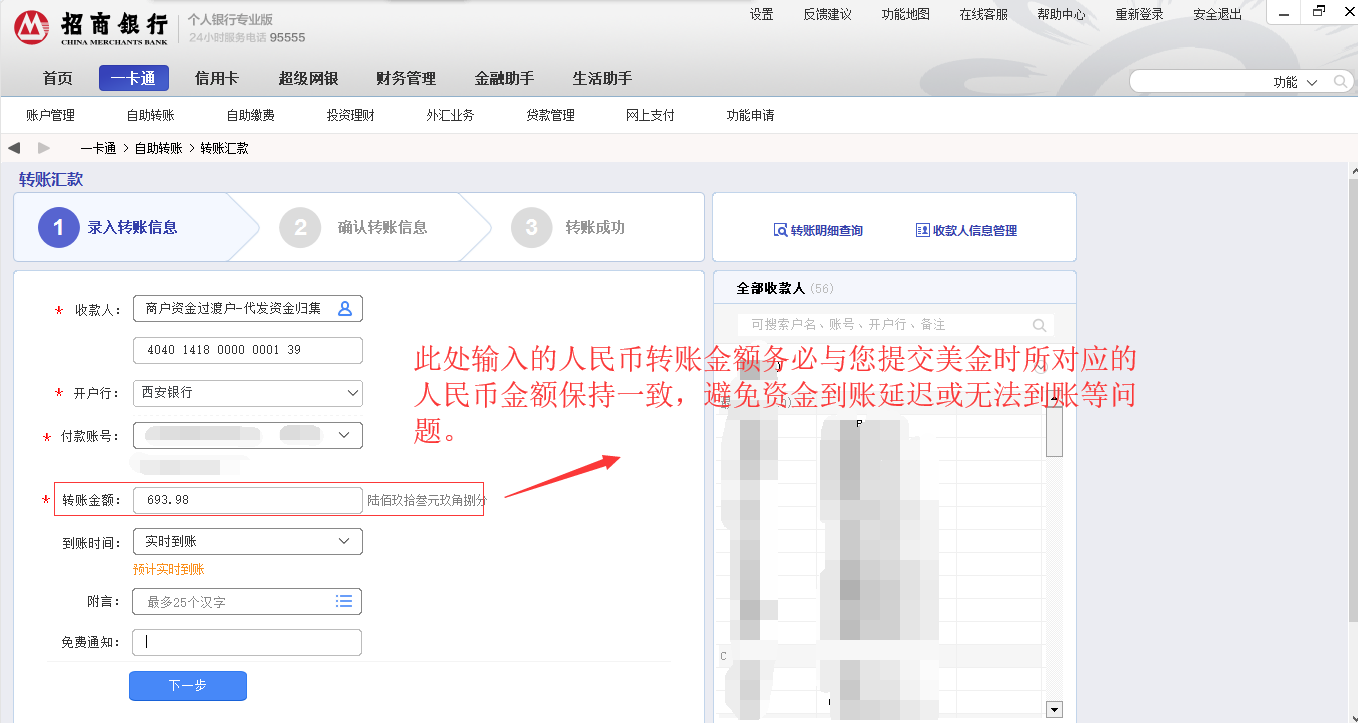 招商银行
CHINA MERCHANTS BANK
个人银行专业版
24小时服务电话 95555
设置 反馈建议 功能地图 在线客服 帮助中心 重新登录 安全退出
首页 一卡通 信用卡 超级网银 财务管理 金融助手 生活助手
功能
账户管理 自助转账 自助缴费 投资理财 外汇业务 贷款管理 网上支付 功能申请
一卡通 > 自助转账 > 转账汇款
转账汇款
1 录入转账信息 2 确认转账信息 3 转账成功
转账明细查询 收款人信息管理
* 收款人： 商户资金过渡户-代发资金归集
4040 1418 0000 0001 39
* 开户行： 西安银行
* 付款账号：
* 转账金额： 693.98 陆佰玖拾叁元玖角捌分
到账时间： 实时到账
预计实时到账
附言： 最多25个汉字
免费通知：
下一步
全部收款人 (56)
可搜索户名、账号、开户行、备注
此处输入的人民币转账金额务必与您提交美金时所对应的
人民币金额保持一致，避免资金到账延迟或无法到账等问
题。
C